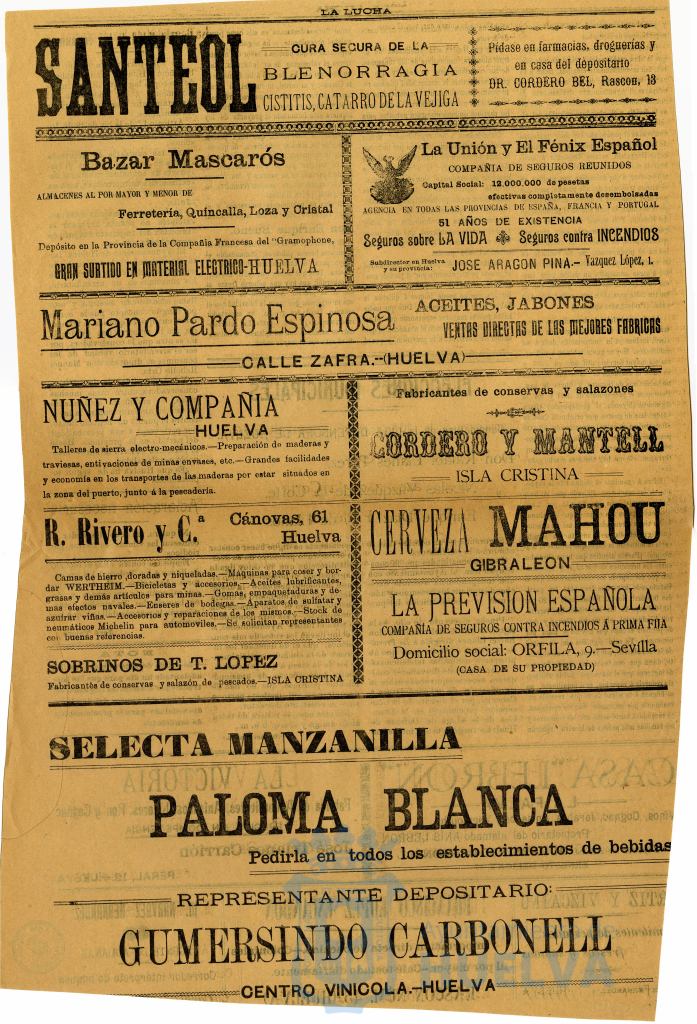 LA LUCHA
SANTEOL
CURA SECURA DE LA
BLENORRAGIA
CISTITIS, CATARRO DE LA VEJIGA
Pídase en farmacias, droguerías y
en casa del depositario
DR. CORDERO BEL, Rascon, 13
Bazar Mascarós
ALMACENES AL POR MAYOR Y MENOR DE
Ferretería, Quincalla, Loza y Cristal
Depósito en la Provincia de la Compañia Francesa del "Gramophone,
GRAN SURTIDO EN MATERIAL ELECTRICO-HUELVA
La Unión y El Fénix Español
COMPAÑIA DE SEGUROS REUNIDOS
Capital Social: 12.000.000 de pesetas
efectivas completamente desembolsadas
AGENCIA EN TODAS LAS PROVINCIAS DE ESPAÑA, FRANCIA Y PORTUGAL
51 AÑOS DE EXISTENCIA
Seguros sobre LA VIDA Seguros contra INCENDIOS
Subdirector en Huelva
y su provincia:
JOSE ARAGON PINA.— Vazquez López, 1.
Mariano Pardo Espinosa
ACEITES, JABONES
VENTAS DIRECTAS DE LAS MEJORES FABRICAS
CALLE ZAFRA.--(HUELVA)
NUÑEZ Y COMPAÑIA
HUELVA
Talleres de sierra electro-mecánicos.—Preparación de maderas y
traviesas, entivaciones de minas envases, etc.—Grandes facilidades
y economía en los transportes de las maderas por estar situados en
la zona del puerto, junto á la pescadería.
R. Rivero y C.ª
Cánovas, 61
Huelva
Camas de hierro ,doradas y niqueladas.—Máquinas para coser y bor-
dar WERTHEIM.—Bicicletas y accesorios.—Aceites lubrificantes,
grasas y demás artículos para minas.—Gomas, empaquetaduras y de-
mas efectos navales.—Enseres de bodegas.—Aparatos de sulfatar y
azufrar viñas.—Accesorios y reparaciones de los mismos.—Stock de
neumáticos Michelin para automóviles.—Se solicitan representantes
con buenas referencias.
SOBRINOS DE T. LOPEZ
Fabricantes de conservas y salazón de pescados.—ISLA CRISTINA
Fabricantes de conservas y salazones
CORDERO Y MANTELL
ISLA CRISTINA
CERVEZA MAHOU
GIBRALEON
LA PREVISION ESPAÑOLA
COMPAÑIA DE SEGUROS CONTRA INCENDIOS Á PRIMA FIJA
Domicilio social: ORFILA, 9.—Sevilla
(CASA DE SU PROPIEDAD)
SELECTA MANZANILLA
PALOMA BLANCA
Pedirla en todos los establecimientos de bebidas
REPRESENTANTE DEPOSITARIO:
GUMERSINDO CARBONELL
CENTRO VINICOLA.-HUELVA
HUELVA